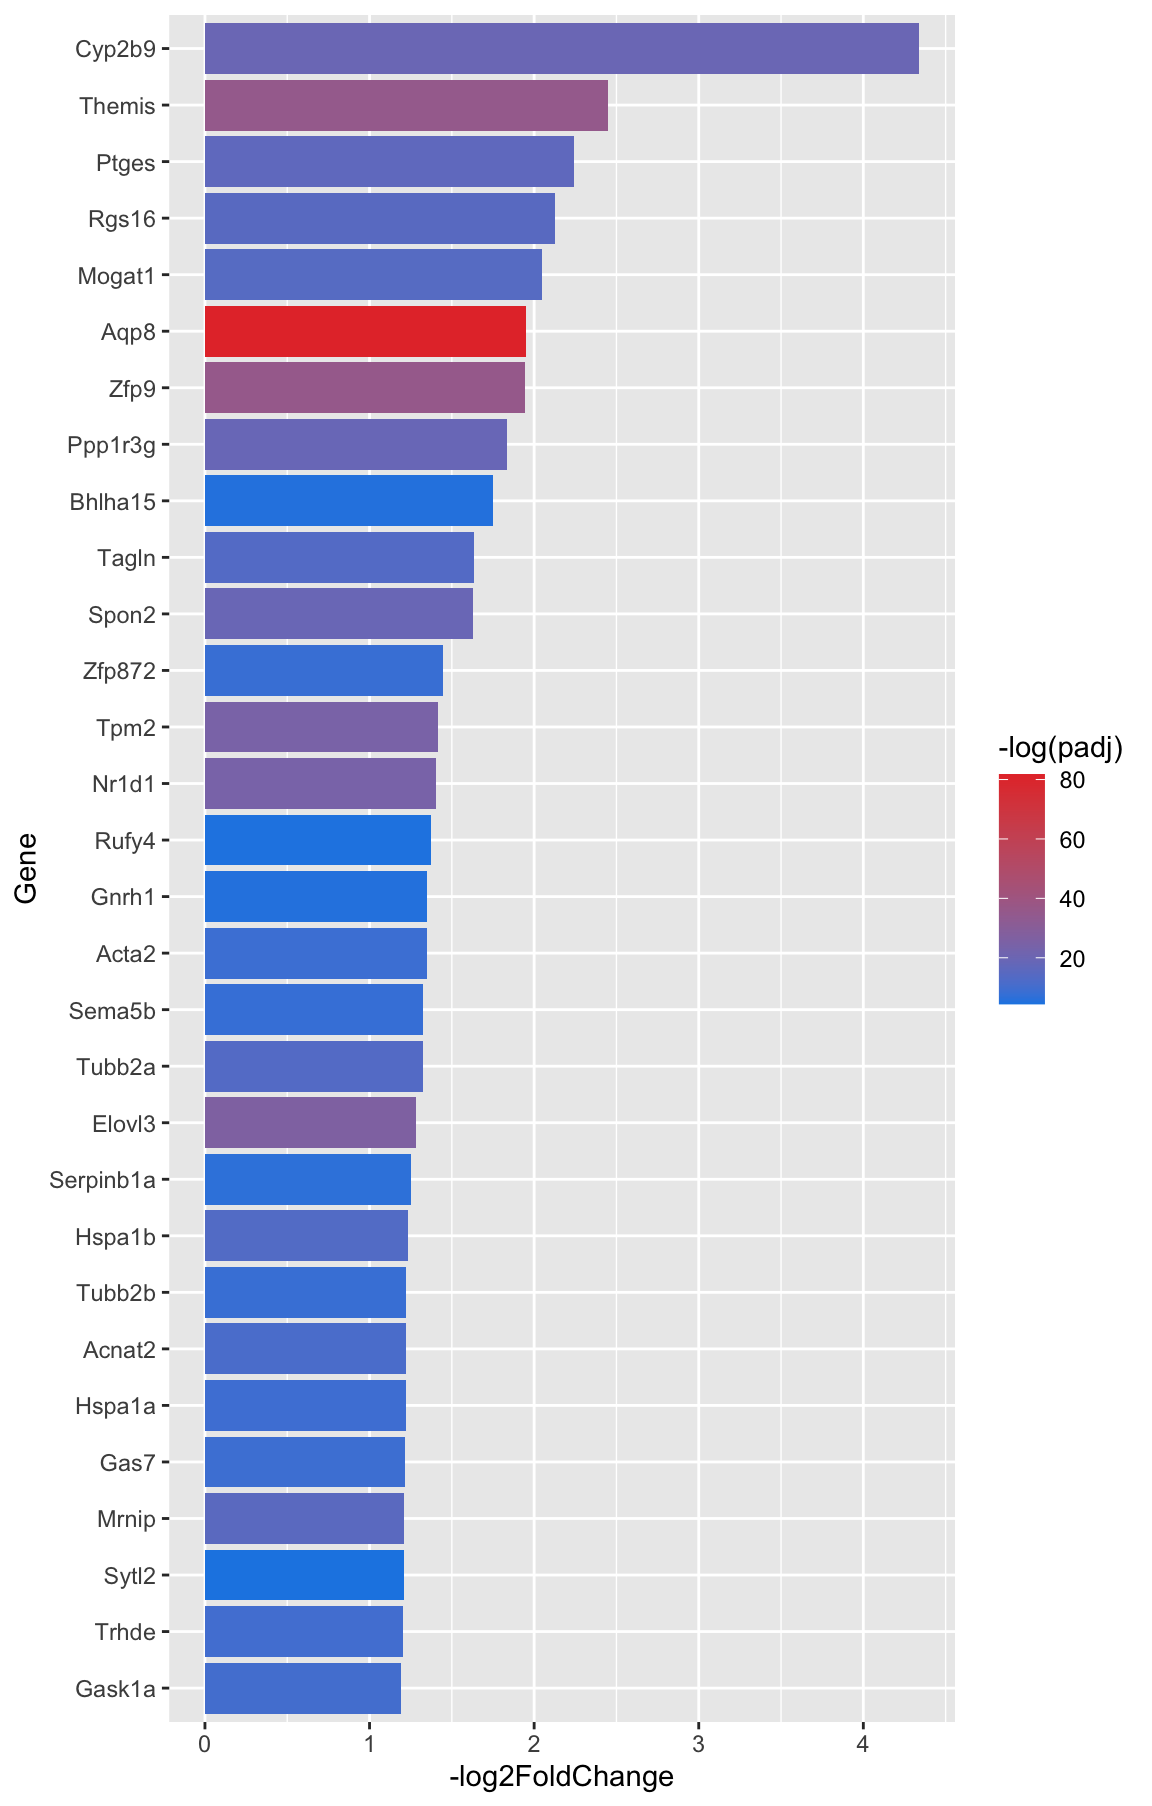 Cyp2b9
Themis
Ptges
Rgs16
Mogat1
Aqp8
Zfp9
Ppp1r3g
Bhlha15
Tagln
Spon2
Zfp872
Tpm2
Nr1d1
Rufy4
Gnrh1
Acta2
Sema5b
Tubb2a
Elovl3
Serpinb1a
Hspa1b
Tubb2b
Acnat2
Hspa1a
Gas7
Mrnip
Sytl2
Trhde
Gask1a
Gene
0 1 2 3 4
-log2FoldChange
-log(padj)
80
60
40
20